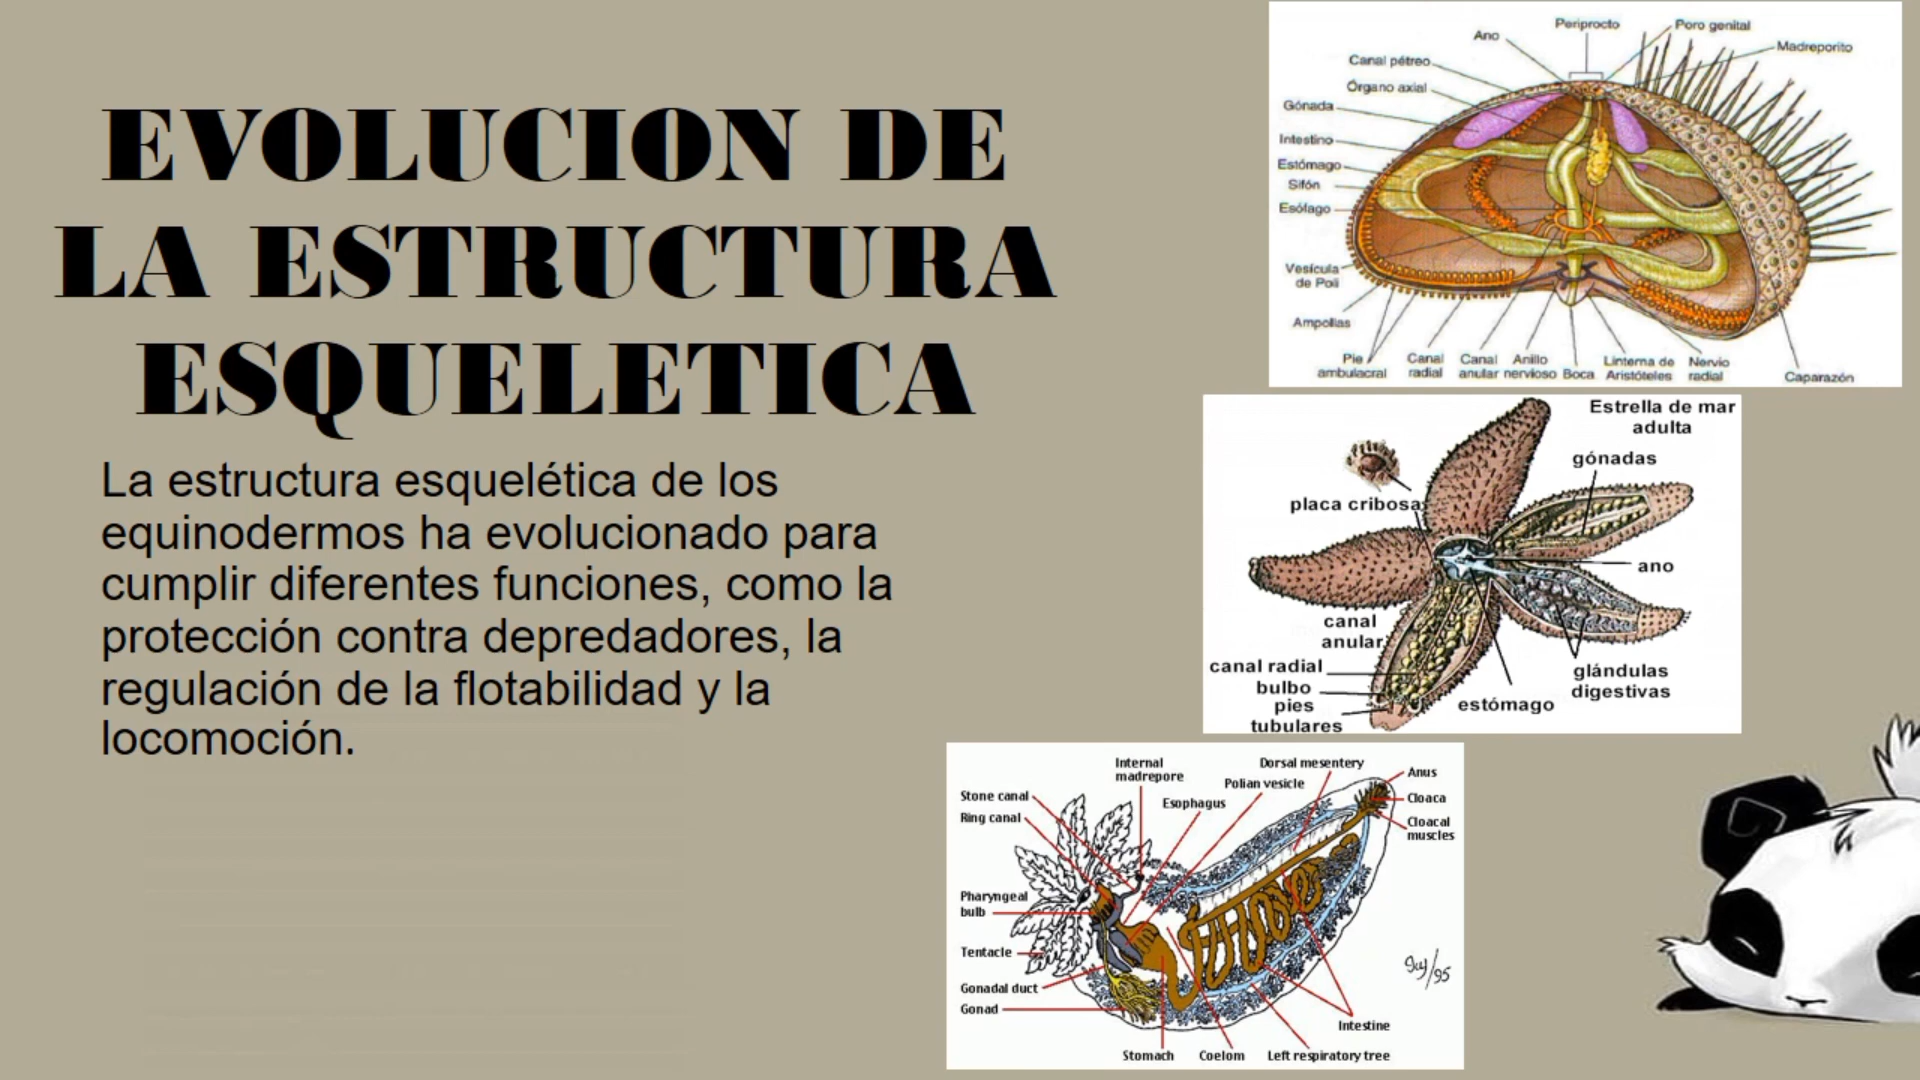 EVOLUCION DE
LA ESTRUCTURA
ESQUELETICA
La estructura esquelética de los
equinodermos ha evolucionado para
cumplir diferentes funciones, como la
protección contra depredadores, la
regulación de la flotabilidad y la
locomoción.
Periprocto
Poro genital
Ano
Madreporito
Canal pétreo
Órgano axial
Gónada
Intestino
Estómago
Sifón
Esófago
Vesícula
de Poli
Ampollas
Pie
ambulacral
Canal
radial
Canal
anular
Anillo
nervioso
Boca
Linterna de
Aristóteles
Nervio
radial
Caparazón
Estrella de mar
adulta
gónadas
placa cribosa
ano
canal
anular
canal radial
bulbo
pies
tubulares
estómago
glándulas
digestivas
Internal
madrepore
Dorsal mesentery
Anus
Polian vesicle
Stone canal
Esophagus
Cloaca
Ring canal
Cloacal
muscles
Pharyngeal
bulb
Tentacle
Gonadal duct
Gonad
Intestine
Stomach
Coelom
Left respiratory tree